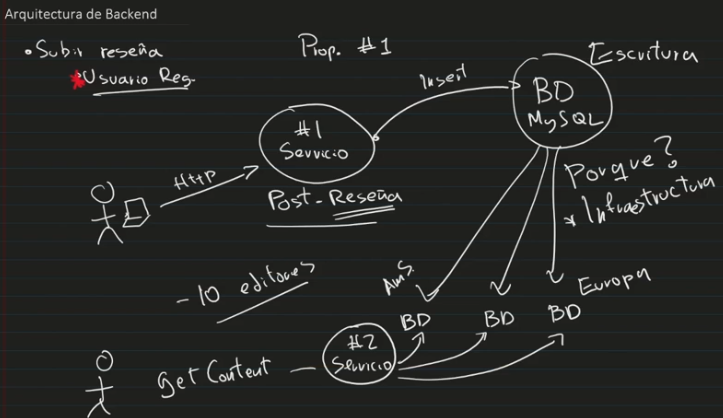 Arquitectura de Backend
• Subir reseña
* Usuario Reg.
Prop. #1
Escritura
BD
MySQL
Insert
#1
Servicio
HTTP
Post-Reseña
Porque?
* Infraestructura
- 10 editores
Ams.
Europa
BD
BD
BD
#2
Servicio
get Content